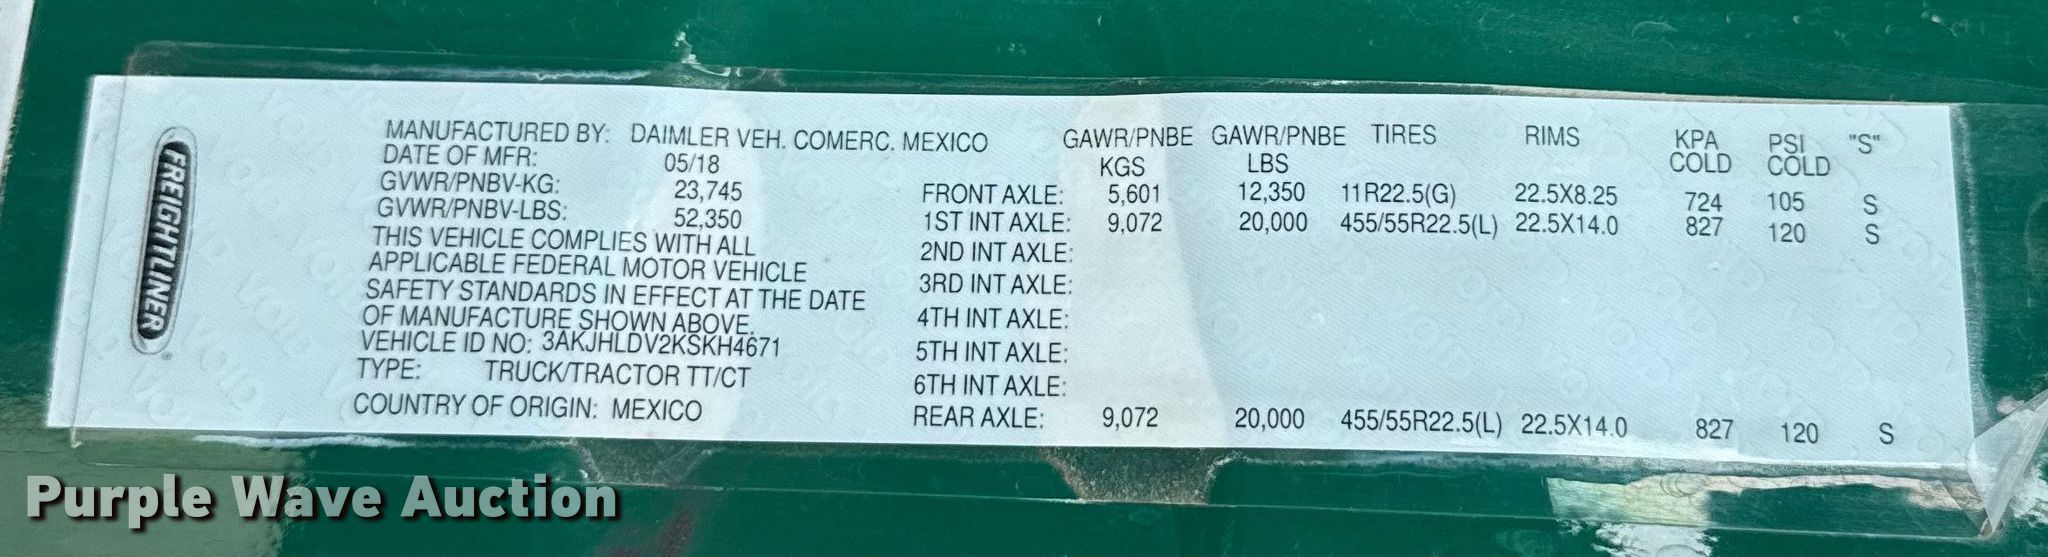 FREIGHTLINER
MANUFACTURED BY: DAIMLER VEH. COMERC. MEXICO
DATE OF MFR: 05/18
GVWR/PNBV-KG: 23,745
GVWR/PNBV-LBS: 52,350
THIS VEHICLE COMPLIES WITH ALL
APPLICABLE FEDERAL MOTOR VEHICLE
SAFETY STANDARDS IN EFFECT AT THE DATE
OF MANUFACTURE SHOWN ABOVE.
VEHICLE ID NO: 3AKJHLDV2KSKH4671
TYPE: TRUCK/TRACTOR TT/CT
COUNTRY OF ORIGIN: MEXICO
GAWR/PNBE GAWR/PNBE TIRES RIMS KPA PSI "S"
KGS LBS COLD COLD
FRONT AXLE: 5,601 12,350 11R22.5(G) 22.5X8.25 724 105 S
1ST INT AXLE: 9,072 20,000 455/55R22.5(L) 22.5X14.0 827 120 S
2ND INT AXLE:
3RD INT AXLE:
4TH INT AXLE:
5TH INT AXLE:
6TH INT AXLE:
REAR AXLE: 9,072 20,000 455/55R22.5(L) 22.5X14.0 827 120 S
Purple Wave Auction